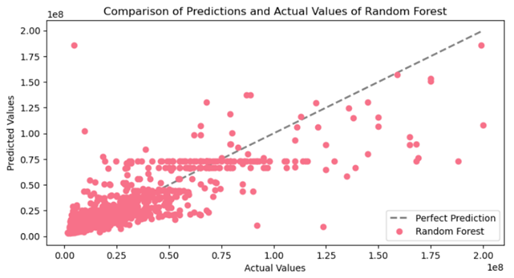 Comparison of Predictions and Actual Values of Random Forest
1e8
2.00
1.75
1.50
1.25
1.00
0.75
0.50
0.25
0.00
Predicted Values
Perfect Prediction
Random Forest
0.00 0.25 0.50 0.75 1.00 1.25 1.50 1.75 2.00
1e8
Actual Values